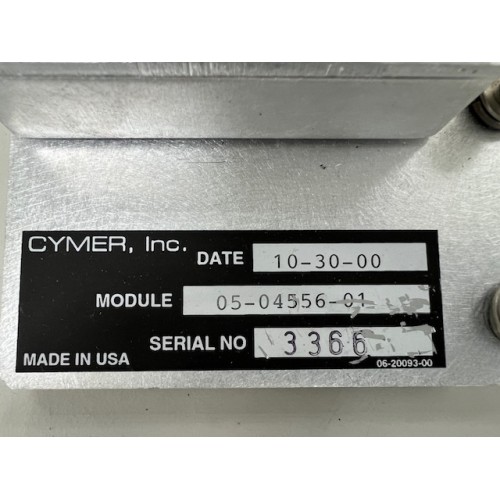 CYMER, Inc.
DATE 10-30-00
MODULE 05-04556-01
SERIAL NO 3366
MADE IN USA 06-20093-00